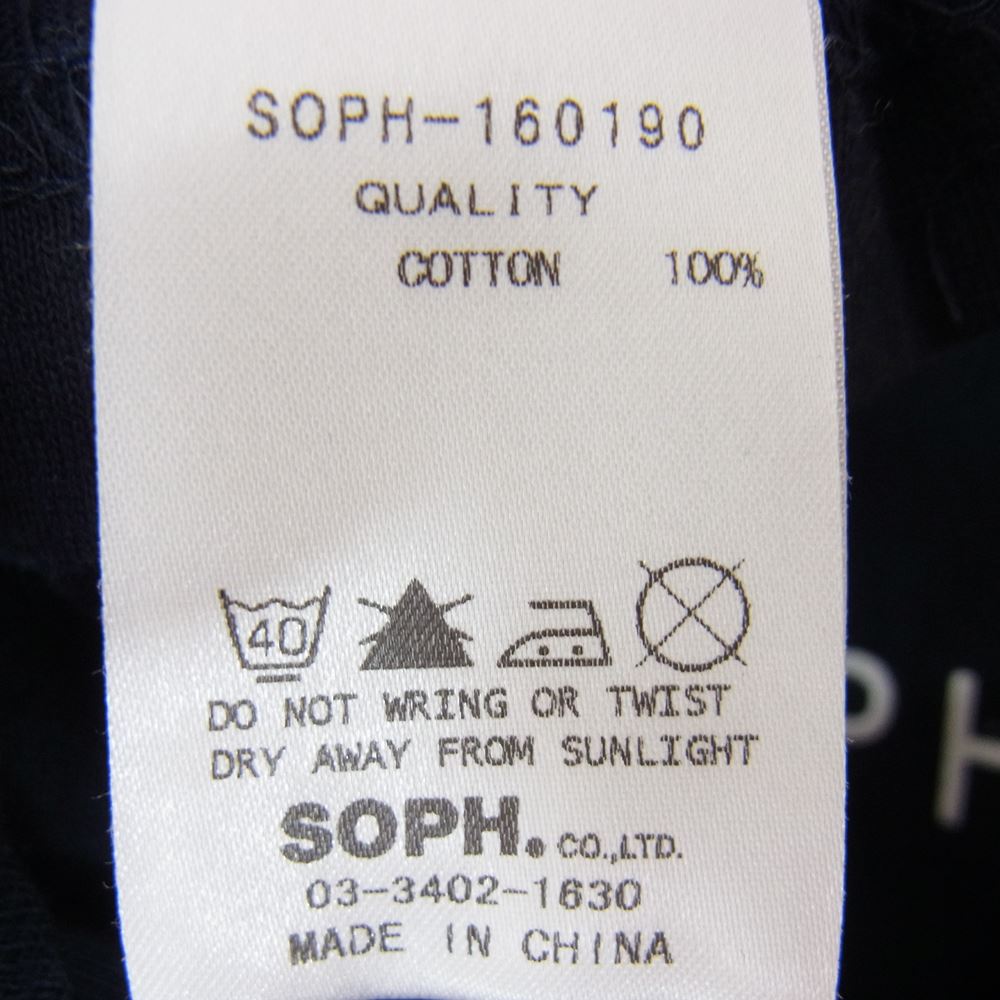 SOPH-160190
QUALITY
COTTON 100%
40
DO NOT WRING OR TWIST
DRY AWAY FROM SUNLIGHT
SOPH. CO.,LTD.
03-3402-1630
MADE IN CHINA
PH